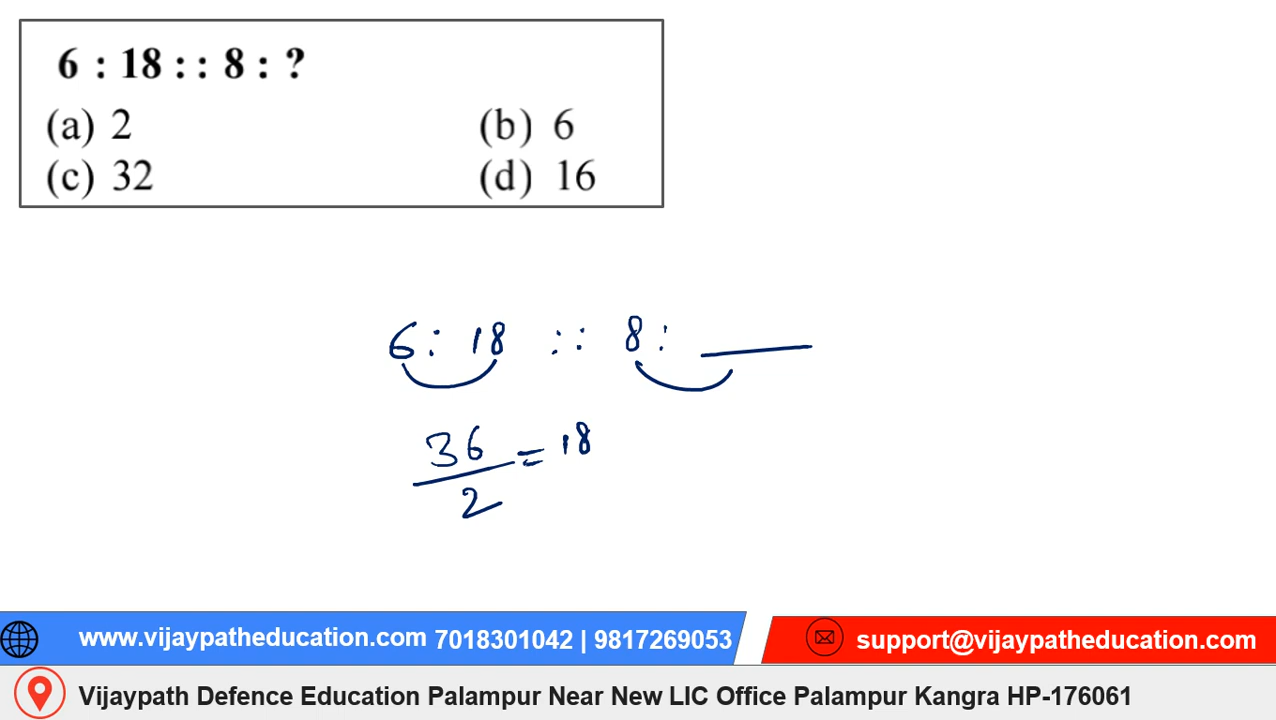 6 : 18 : : 8 : ?
(a) 2 (b) 6
(c) 32 (d) 16
6 : 18 :: 8 : ____
36/2 = 18
www.vijaypatheducation.com 7018301042 | 9817269053 support@vijaypatheducation.com
Vijaypath Defence Education Palampur Near New LIC Office Palampur Kangra HP-176061